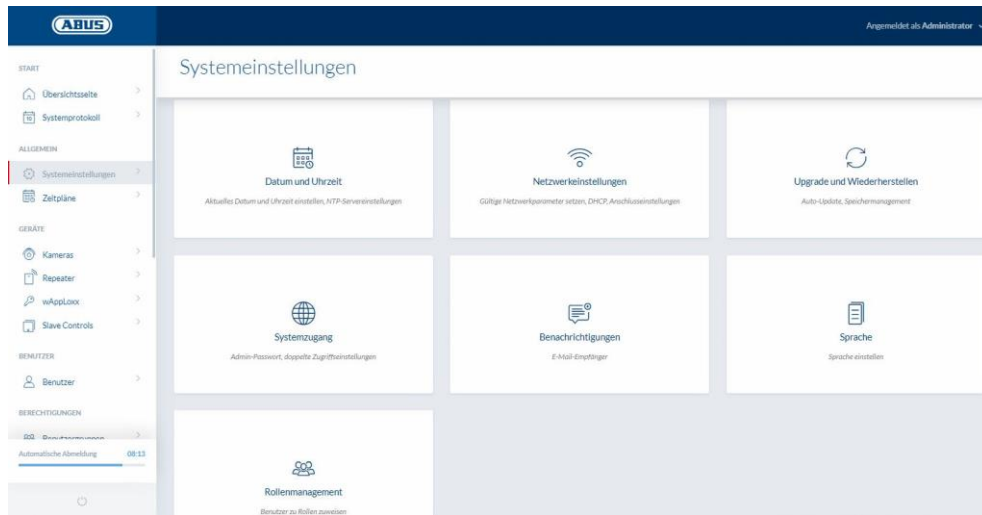 ABUS
Angemeldet als Administrator
START
Übersichtsseite
Systemprotokoll
ALLGEMEIN
Systemeinstellungen
Zeitpläne
GERÄTE
Kameras
Repeater
wAppLoxx
Slave Controls
BENUTZER
Benutzer
BERECHTIGUNGEN
Benutzergruppen
Automatische Abmeldung 08:13
Systemeinstellungen
Datum und Uhrzeit
Aktuelles Datum und Uhrzeit einstellen, NTP-Servereinstellungen
Netzwerkeinstellungen
Gültige Netzwerkparameter setzen, DHCP, Anschlusseinstellungen
Upgrade und Wiederherstellen
Auto-Update, Speichermanagement
Systemzugang
Admin-Passwort, doppelte Zugriffseinstellungen
Benachrichtigungen
E-Mail-Empfänger
Sprache
Sprache einstellen
Rollenmanagement
Benutzer zu Rollen zuweisen